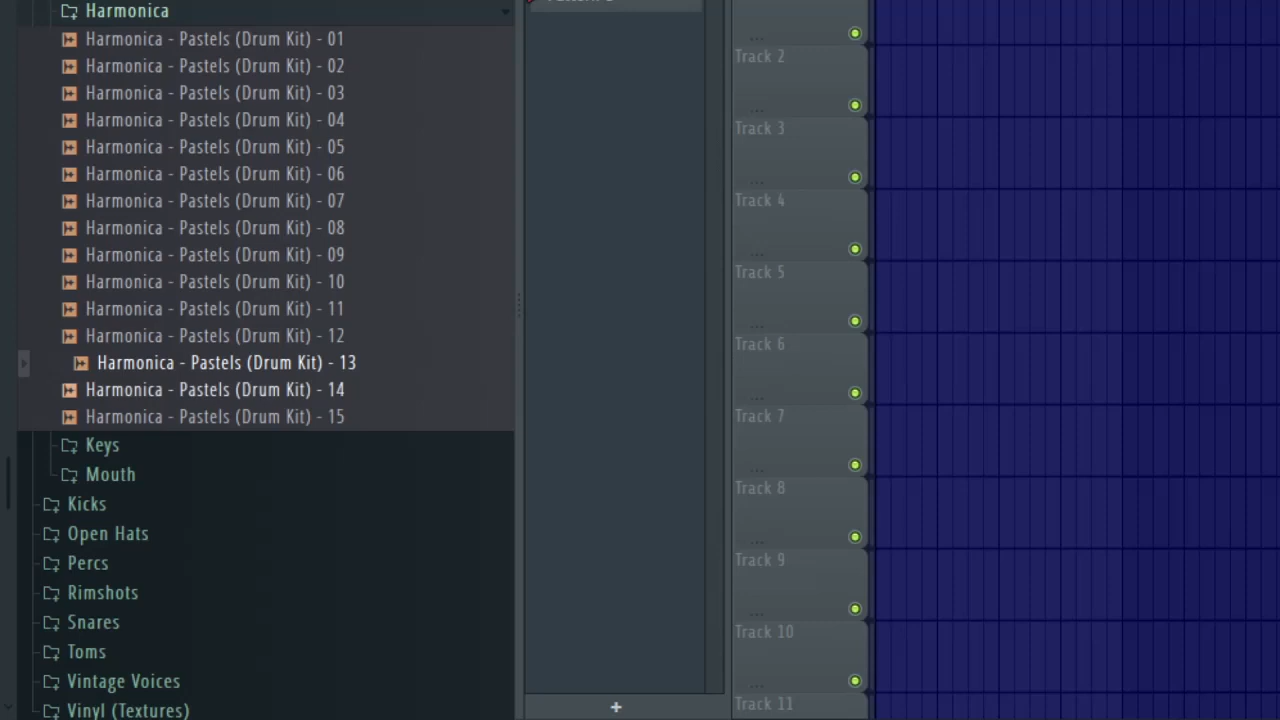 Harmonica
Harmonica - Pastels (Drum Kit) - 01
Harmonica - Pastels (Drum Kit) - 02
Harmonica - Pastels (Drum Kit) - 03
Harmonica - Pastels (Drum Kit) - 04
Harmonica - Pastels (Drum Kit) - 05
Harmonica - Pastels (Drum Kit) - 06
Harmonica - Pastels (Drum Kit) - 07
Harmonica - Pastels (Drum Kit) - 08
Harmonica - Pastels (Drum Kit) - 09
Harmonica - Pastels (Drum Kit) - 10
Harmonica - Pastels (Drum Kit) - 11
Harmonica - Pastels (Drum Kit) - 12
Harmonica - Pastels (Drum Kit) - 13
Harmonica - Pastels (Drum Kit) - 14
Harmonica - Pastels (Drum Kit) - 15
Keys
Mouth
Kicks
Open Hats
Percs
Rimshots
Snares
Toms
Vintage Voices
Vinyl (Textures)
+
...
Track 2
...
Track 3
...
Track 4
...
Track 5
...
Track 6
...
Track 7
...
Track 8
...
Track 9
...
Track 10
...
Track 11